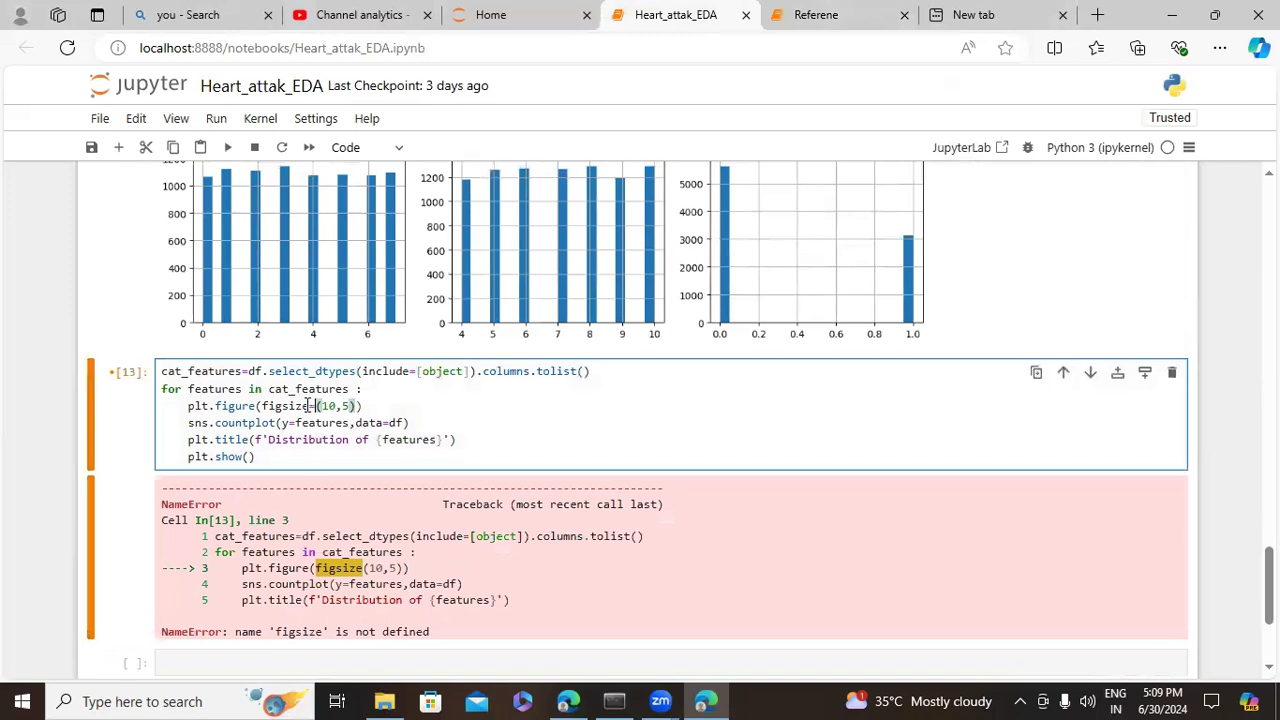 you - Search
Channel analytics -
Home
Heart_attak_EDA
Referene
New tab
localhost:8888/notebooks/Heart_attak_EDA.ipynb
jupyter Heart_attak_EDA Last Checkpoint: 3 days ago
File Edit View Run Kernel Settings Help
Trusted
Code
JupyterLab
Python 3 (ipykernel)
1200
1000
800
600
400
200
0
0 2 4 6
1200
1000
800
600
400
200
0
4 5 6 7 8 9 10
5000
4000
3000
2000
1000
0
0.0 0.2 0.4 0.6 0.8 1.0
[13]:
cat_features=df.select_dtypes(include=[object]).columns.tolist()
for features in cat_features :
    plt.figure(figsize=(10,5))
    sns.countplot(y=features,data=df)
    plt.title(f'Distribution of {features}')
    plt.show()
---------------------------------------------------------------------------
NameError Traceback (most recent call last)
Cell In[13], line 3
1 cat_features=df.select_dtypes(include=[object]).columns.tolist()
2 for features in cat_features :
----> 3     plt.figure(figsize(10,5))
4     sns.countplot(y=features,data=df)
5     plt.title(f'Distribution of {features}')
NameError: name 'figsize' is not defined
[ ]:
Type here to search
35°C Mostly cloudy
ENG
IN
5:09 PM
6/30/2024